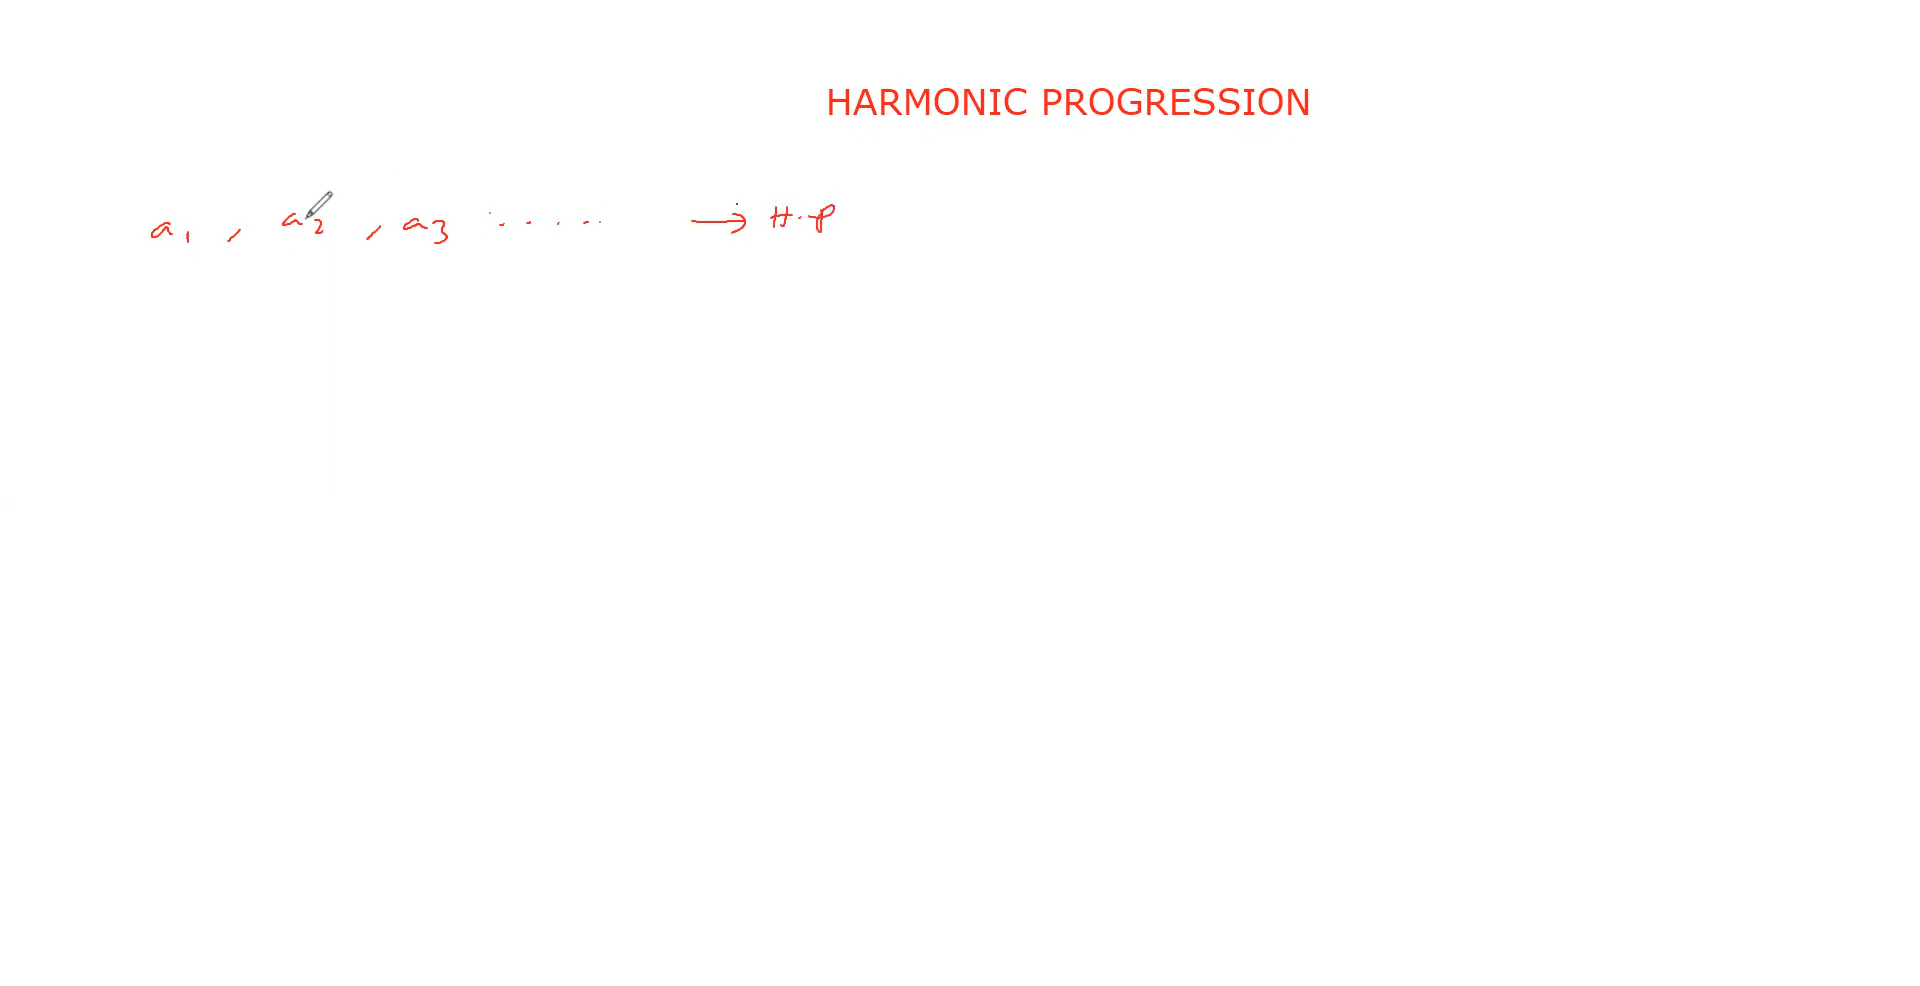 HARMONIC PROGRESSION
a₁ , a₂ , a₃ ..... → H.P